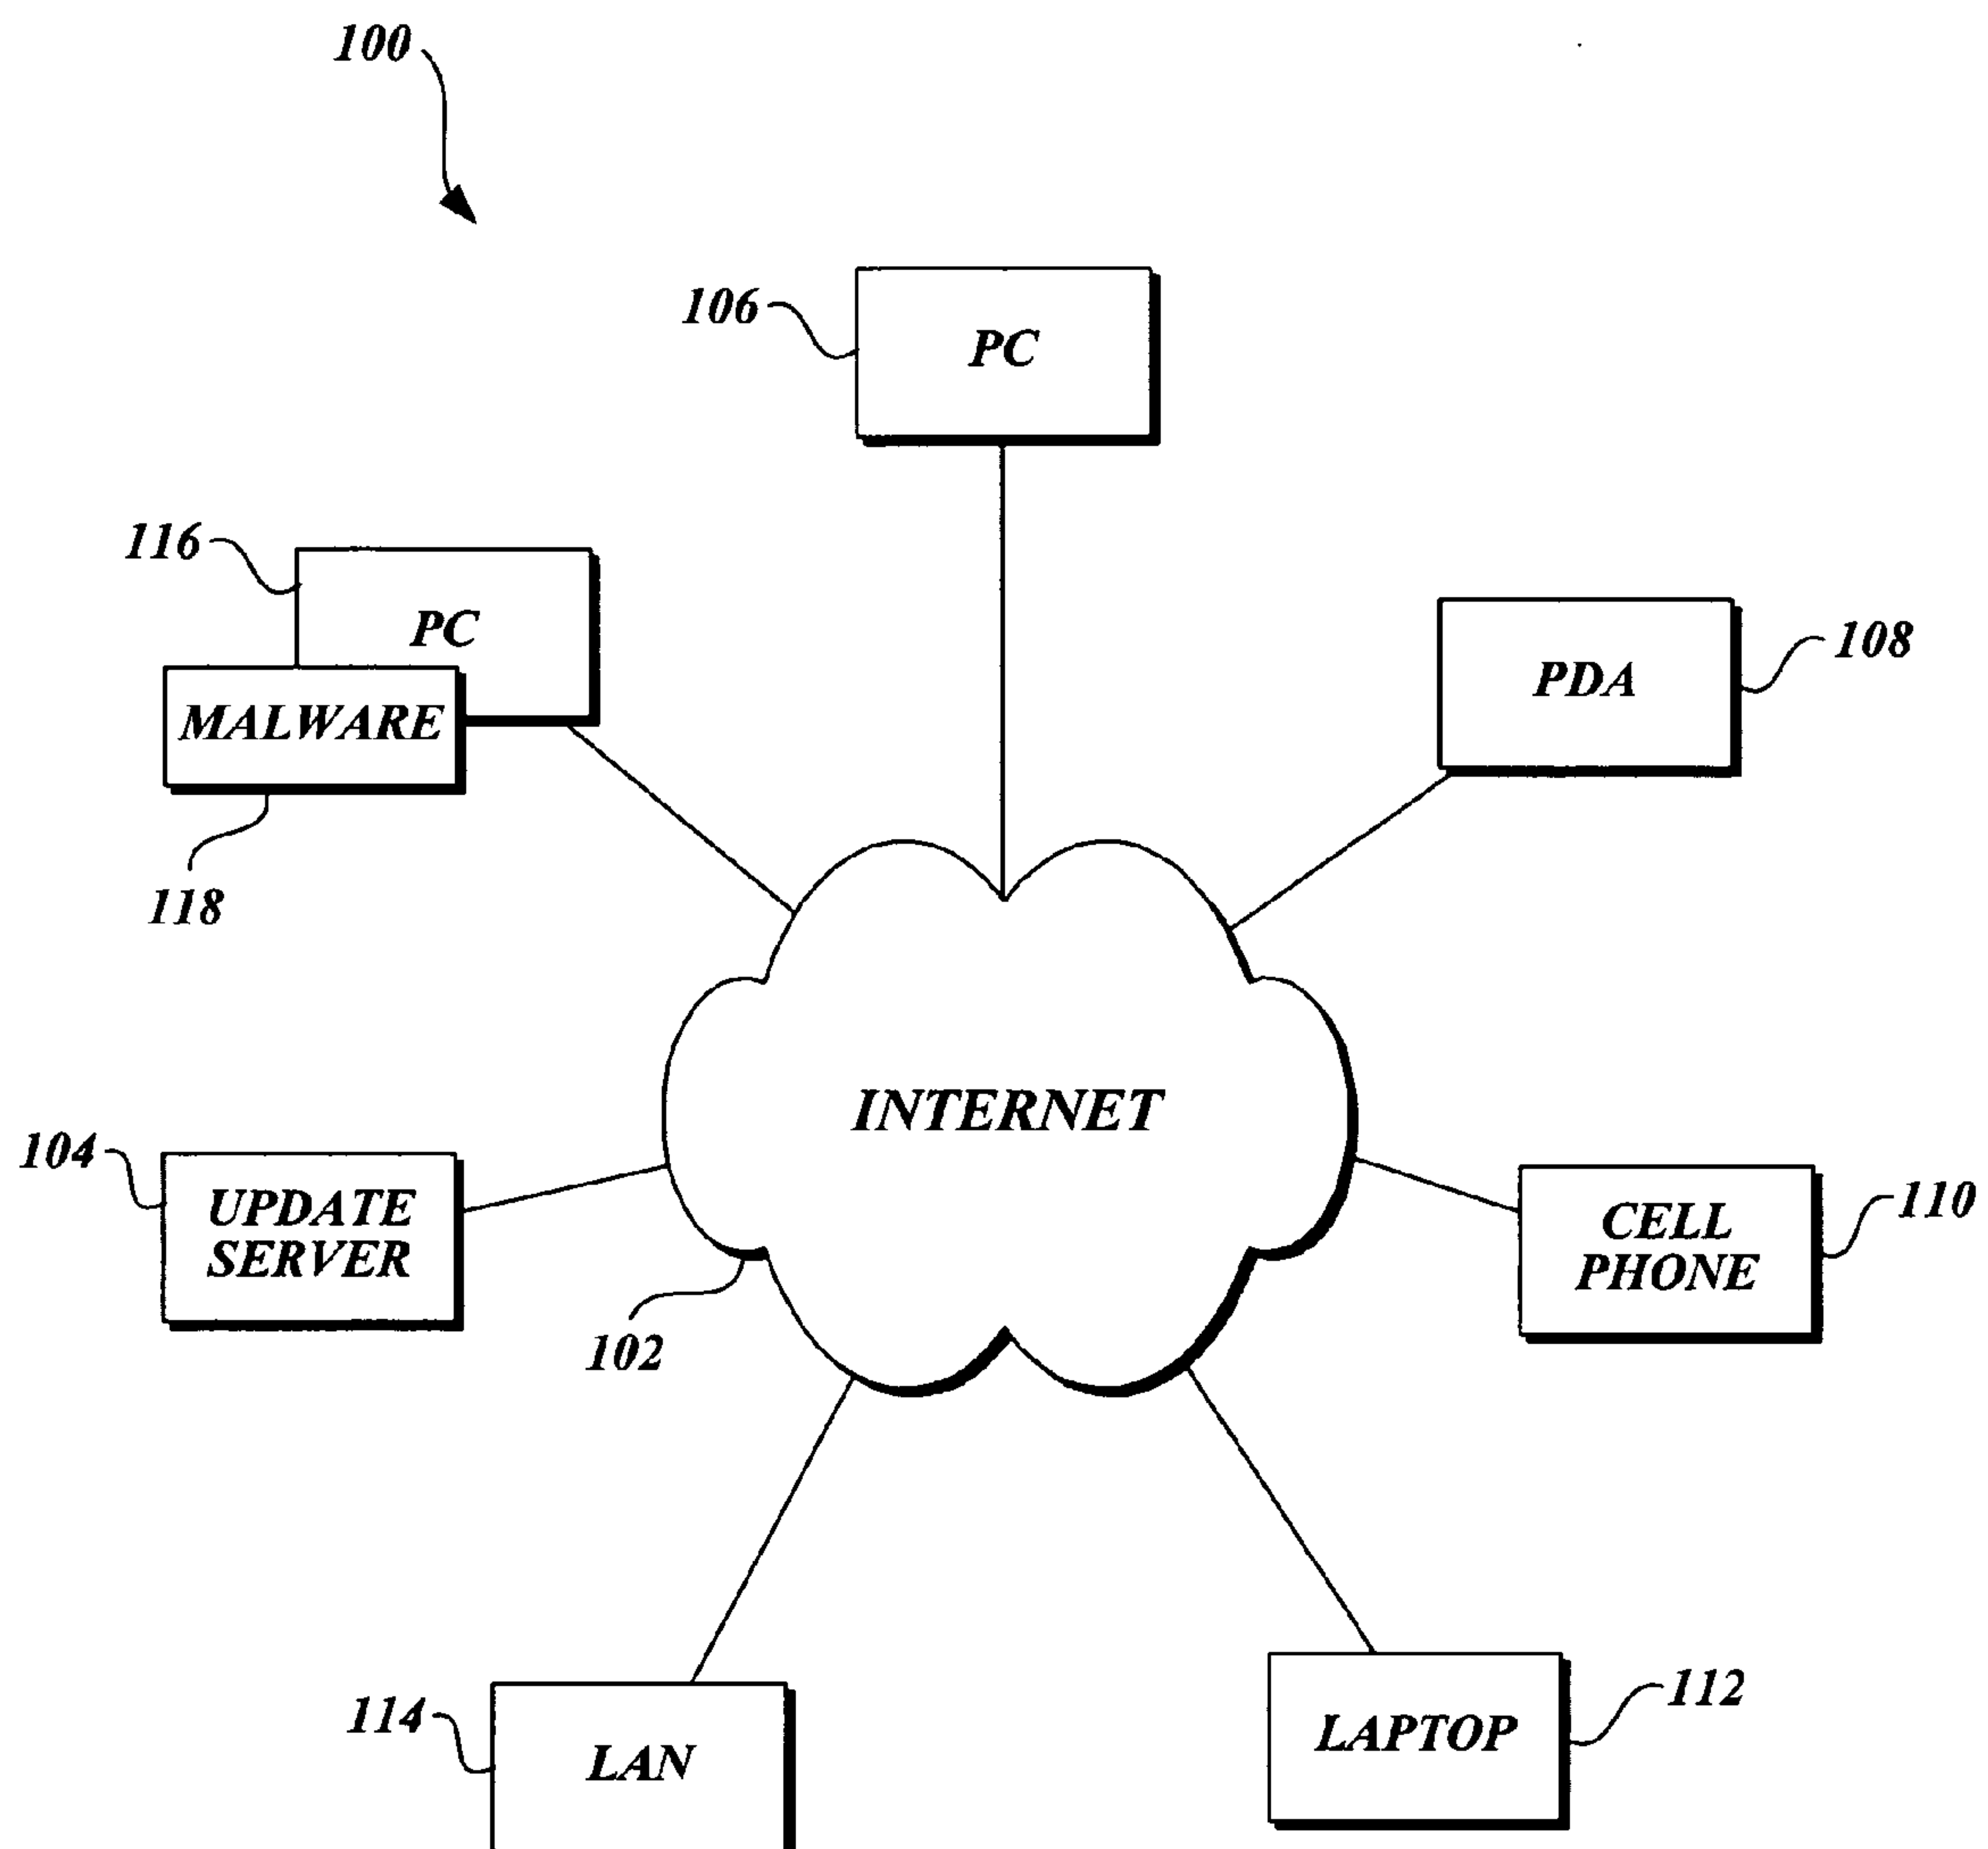 100
106
PC
116
PC
108
PDA
MALWARE
118
INTERNET
104
UPDATE
SERVER
110
CELL
PHONE
102
114
LAN
112
LAPTOP